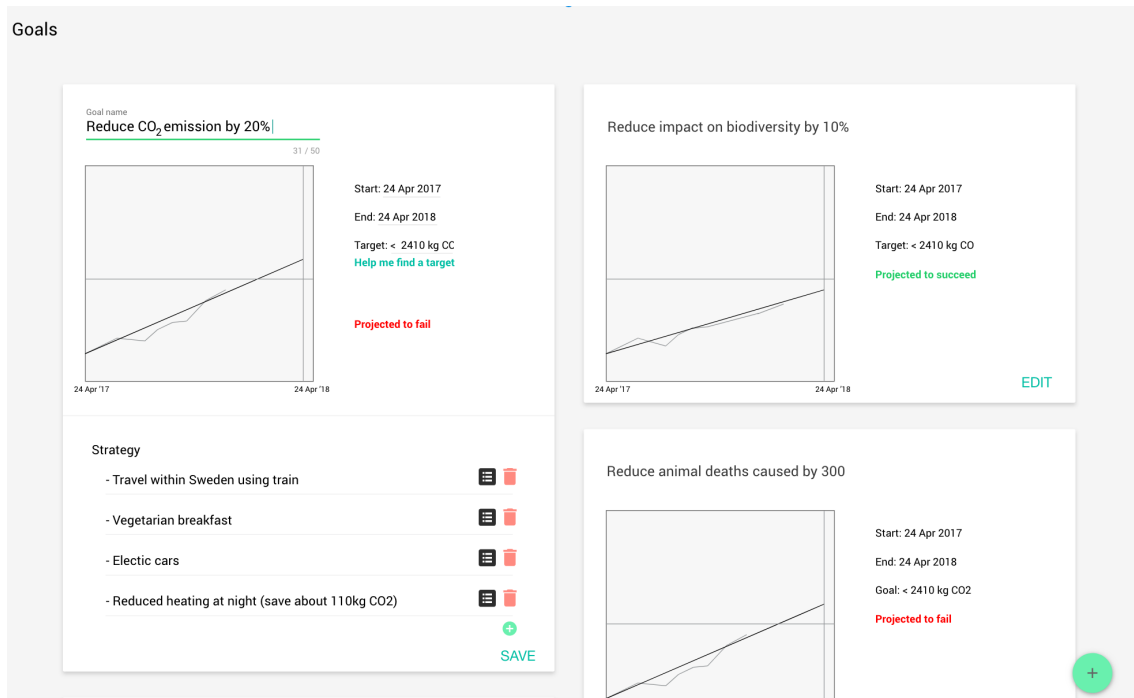 Goals
Goal name
Reduce CO₂ emission by 20%
31 / 50
Start: 24 Apr 2017
End: 24 Apr 2018
Target: < 2410 kg CC
Help me find a target
Projected to fail
24 Apr '17
24 Apr '18
Strategy
- Travel within Sweden using train
- Vegetarian breakfast
- Electic cars
- Reduced heating at night (save about 110kg CO2)
SAVE
Reduce impact on biodiversity by 10%
Start: 24 Apr 2017
End: 24 Apr 2018
Target: < 2410 kg CO
Projected to succeed
24 Apr '17
24 Apr '18
EDIT
Reduce animal deaths caused by 300
Start: 24 Apr 2017
End: 24 Apr 2018
Goal: < 2410 kg CO2
Projected to fail